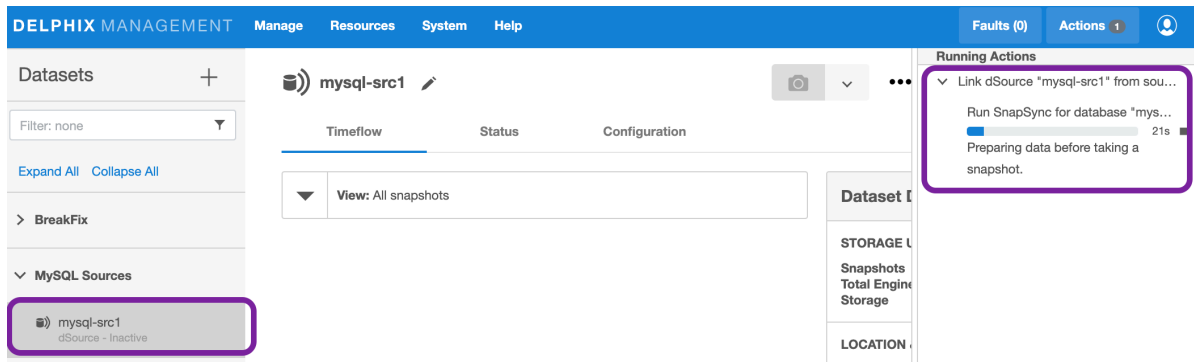 DELPHIX MANAGEMENT
Manage
Resources
System
Help
Faults (0)
Actions 1
Datasets
Filter: none
Expand All
Collapse All
BreakFix
MySQL Sources
mysql-src1
dSource - Inactive
mysql-src1
Timeflow
Status
Configuration
View: All snapshots
Dataset
STORAGE
Snapshots
Total Engine
Storage
LOCATION
Running Actions
Link dSource "mysql-src1" from sou...
Run SnapSync for database "mys...
21s
Preparing data before taking a
snapshot.